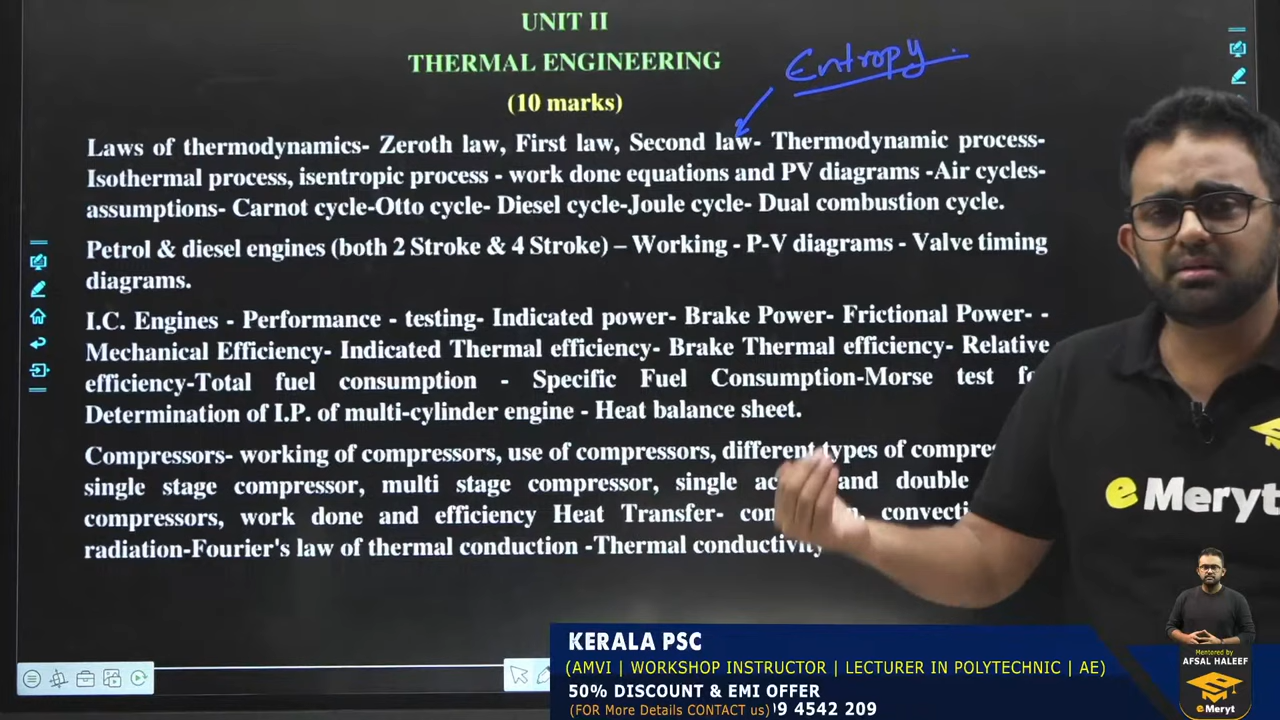 UNIT II
THERMAL ENGINEERING
Entropy.
(10 marks)
Laws of thermodynamics- Zeroth law, First law, Second law- Thermodynamic process-
Isothermal process, isentropic process - work done equations and PV diagrams -Air cycles-
assumptions- Carnot cycle-Otto cycle- Diesel cycle-Joule cycle- Dual combustion cycle.
Petrol & diesel engines (both 2 Stroke & 4 Stroke) – Working - P-V diagrams - Valve timing
diagrams.
I.C. Engines - Performance - testing- Indicated power- Brake Power- Frictional Power- -
Mechanical Efficiency- Indicated Thermal efficiency- Brake Thermal efficiency- Relative
efficiency-Total fuel consumption - Specific Fuel Consumption-Morse test
Determination of I.P. of multi-cylinder engine - Heat balance sheet.
Compressors- working of compressors, use of compressors, different types of
single stage compressor, multi stage compressor, single and double
compressors, work done and efficiency Heat Transfer-
radiation-Fourier's law of thermal conduction -Thermal conductivity
e Meryt
KERALA PSC
(AMVI | WORKSHOP INSTRUCTOR | LECTURER IN POLYTECHNIC | AE)
50% DISCOUNT & EMI OFFER
(FOR More Details CONTACT us) 99 4542 209
Mentored by
AFSAL HALEEF
e Meryt